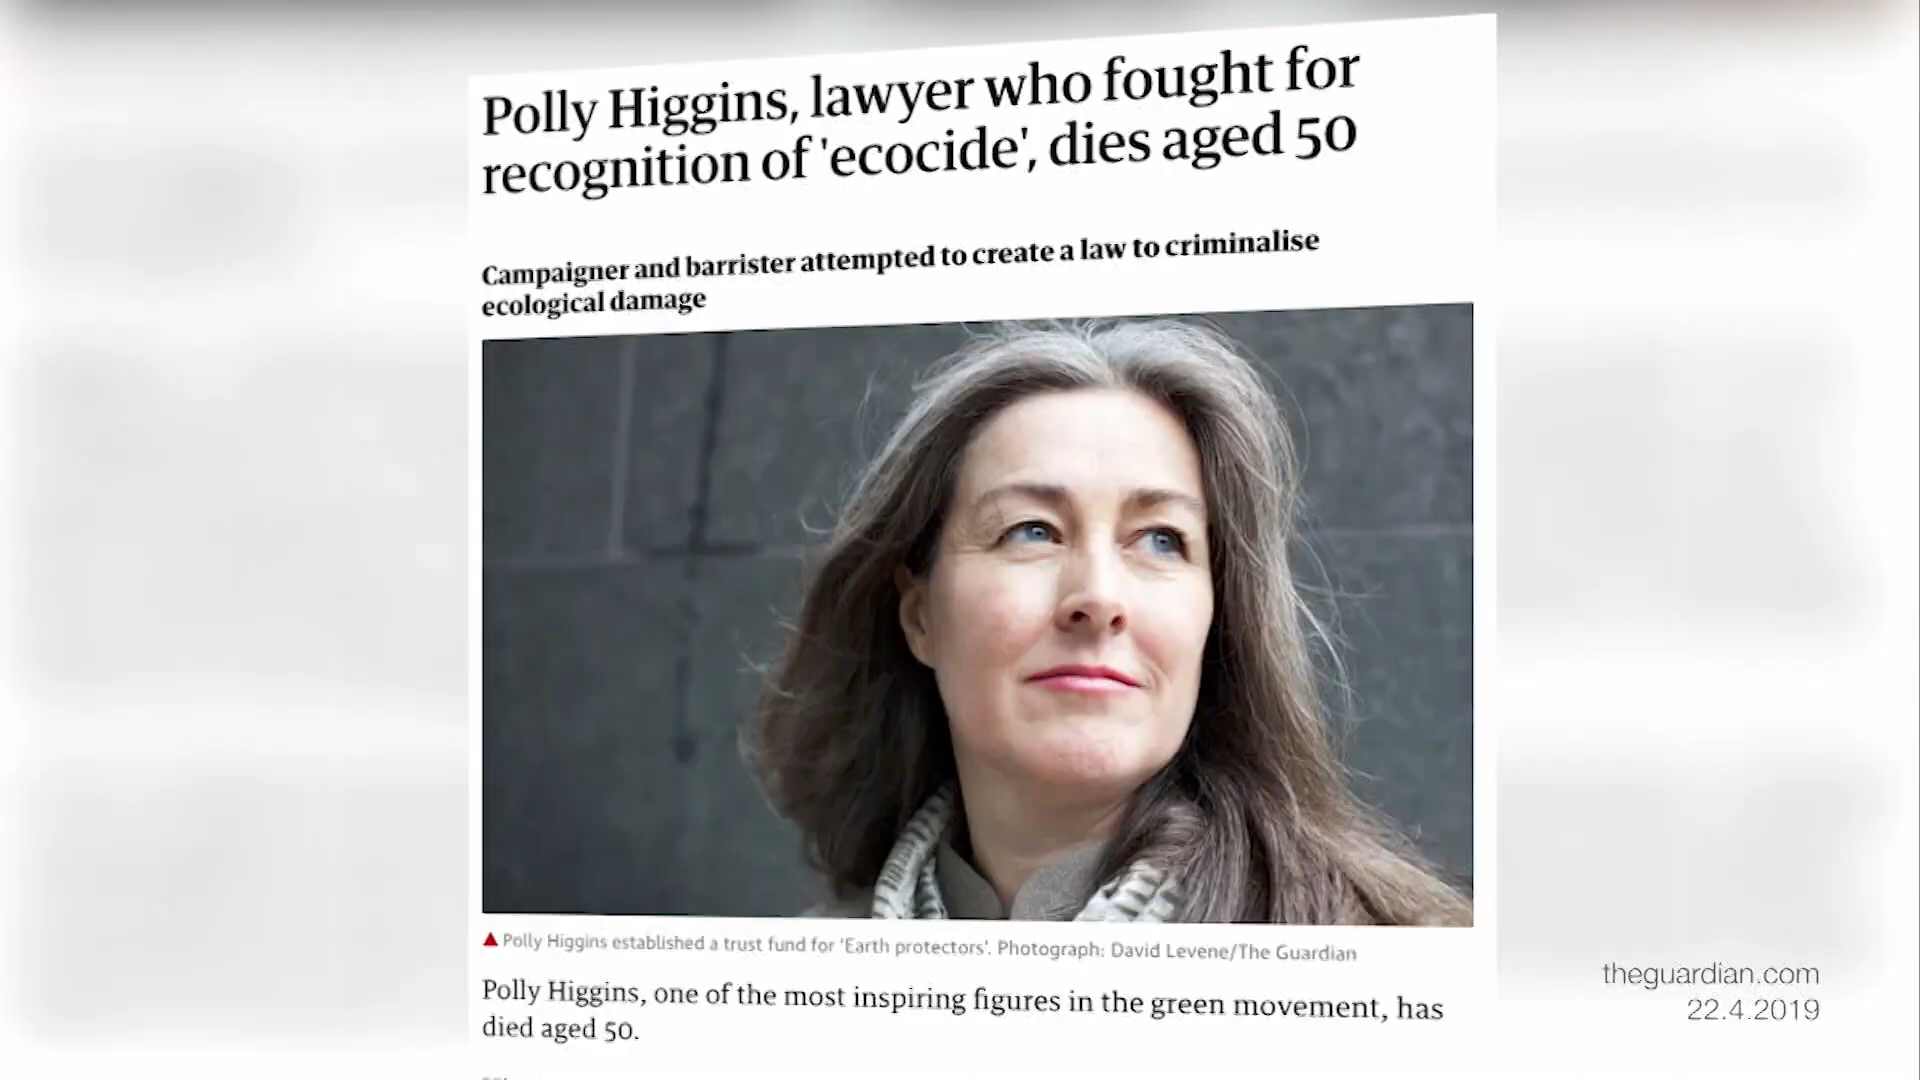 Polly Higgins, lawyer who fought for
recognition of 'ecocide', dies aged 50
Campaigner and barrister attempted to create a law to criminalise
ecological damage
Polly Higgins established a trust fund for 'Earth protectors'. Photograph: David Levene/The Guardian
Polly Higgins, one of the most inspiring figures in the green movement, has
died aged 50.
theguardian.com
22.4.2019